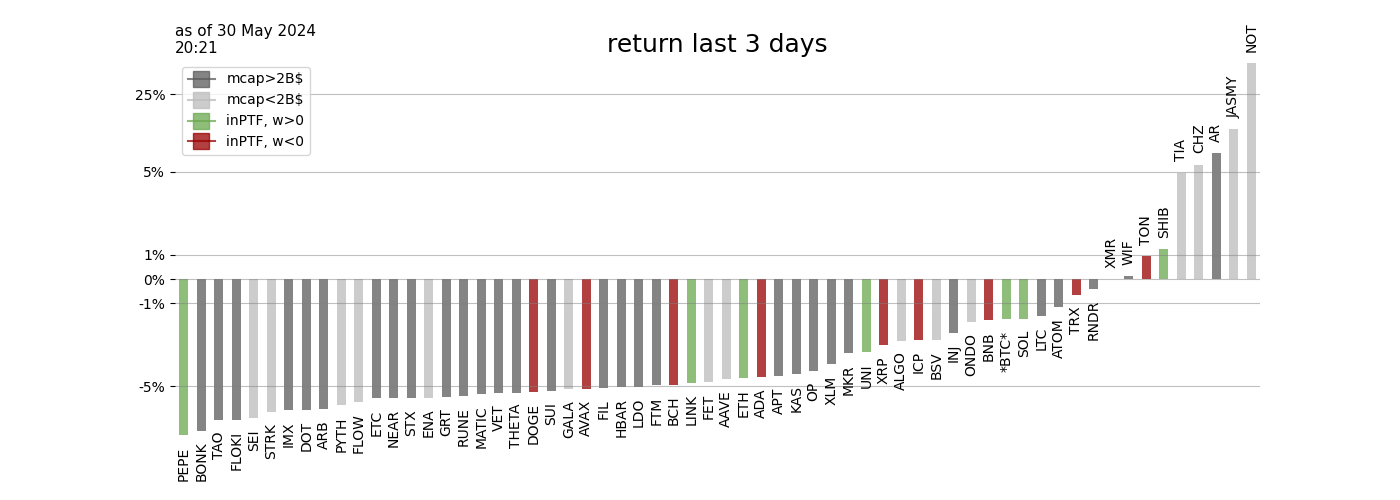 as of 30 May 2024
20:21
return last 3 days
mcap>2B$
mcap<2B$
inPTF, w>0
inPTF, w<0
25%
5%
1%
0%
-1%
-5%
PEPE
BONK
TAO
FLOKI
SEI
STRK
IMX
DOT
ARB
PYTH
FLOW
ETC
NEAR
STX
ENA
GRT
RUNE
MATIC
VET
THETA
DOGE
SUI
GALA
AVAX
FIL
HBAR
LDO
FTM
BCH
LINK
FET
AAVE
ETH
ADA
APT
KAS
OP
XLM
MKR
UNI
XRP
ALGO
ICP
BSV
INJ
ONDO
BNB
*BTC*
SOL
LTC
ATOM
TRX
RNDR
XMR
WIF
TON
SHIB
TIA
CHZ
AR
JASMY
NOT